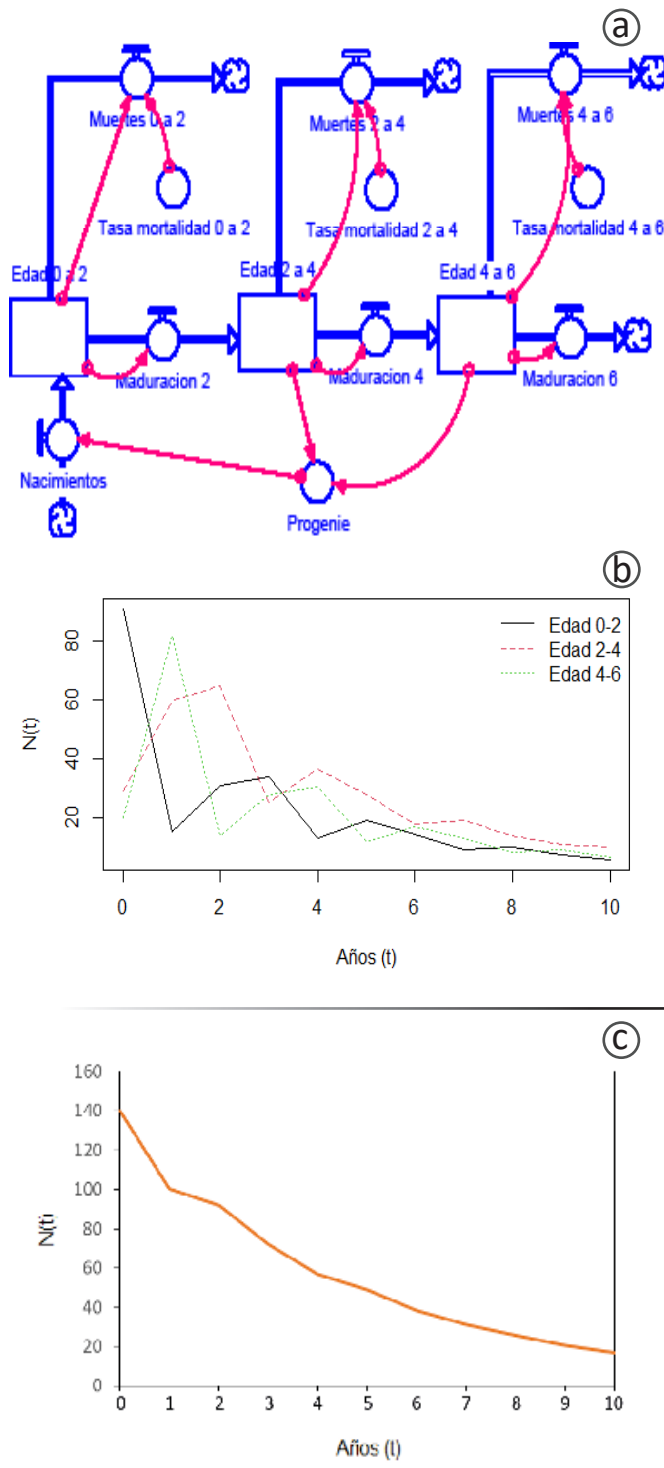 a
Muertes 0 a 2
Muertes 2 a 4
Muertes 4 a 6
Tasa mortalidad 0 a 2
Tasa mortalidad 2 a 4
Tasa mortalidad 4 a 6
Edad 0 a 2
Edad 2 a 4
Edad 4 a 6
Maduracion 2
Maduracion 4
Maduracion 6
Nacimientos
Progenie
b
Edad 0-2
Edad 2-4
Edad 4-6
80
60
40
20
N(t)
0 2 4 6 8 10
Años (t)
c
160
140
120
100
80
60
40
20
0
N(t)
0 1 2 3 4 5 6 7 8 9 10
Años (t)